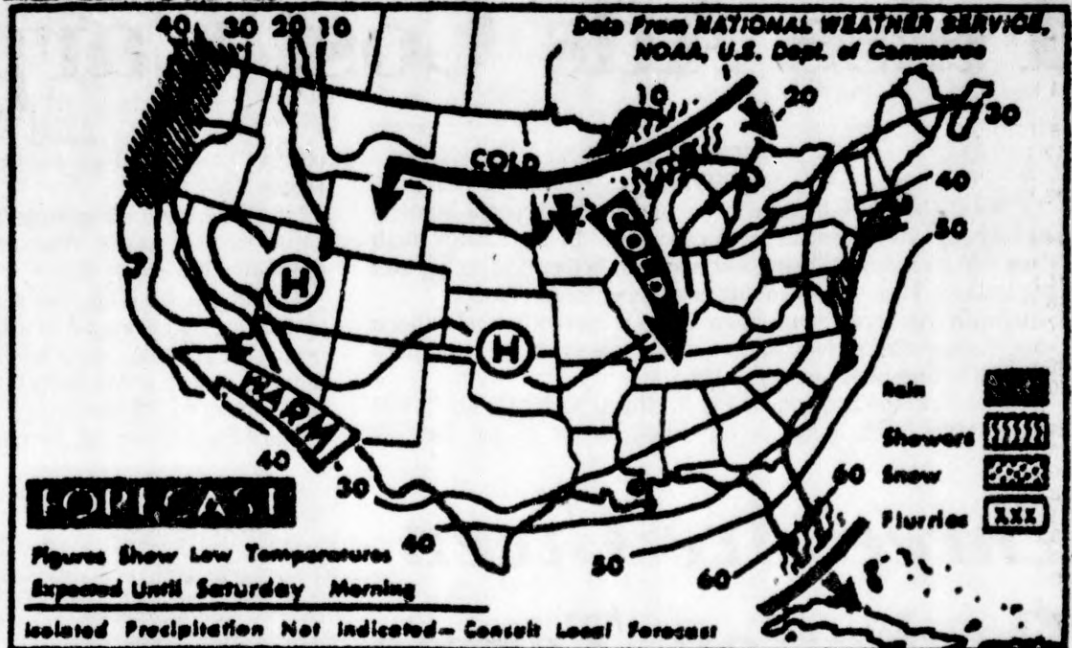 40 30 20 10
Data From NATIONAL WEATHER SERVICE,
NOAA, U.S. Dept. of Commerce
10
20
30
COLD
40
50
COLD
H
H
WARM
Rain
Showers
Snow
Flurries
40
30
40
50
60
60
FORECAST
Figures Show Low Temperatures
Expected Until Saturday Morning
Isolated Precipitation Not Indicated— Consult Local Forecast